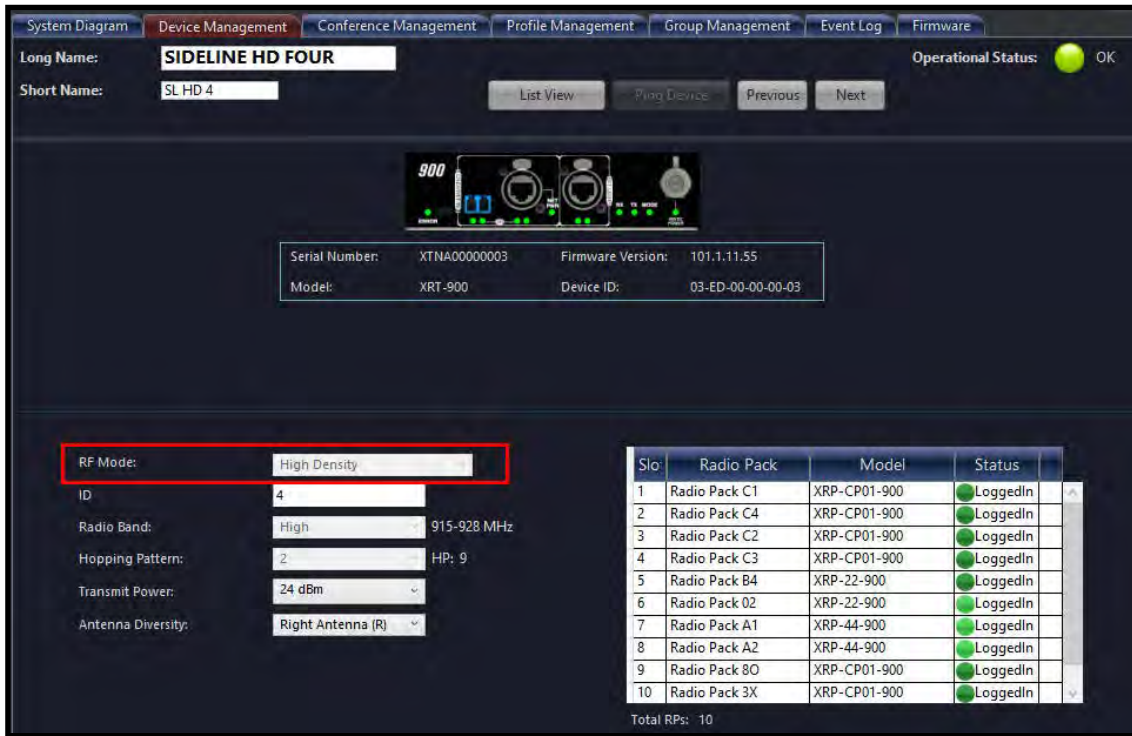 System Diagram Device Management Conference Management Profile Management Group Management Event Log Firmware
Long Name: SIDELINE HD FOUR Operational Status: OK
Short Name: SL HD 4 List View Ping Device Previous Next
900
NET PWR RX TX MODE
ERROR
Serial Number: XTNA00000003 Firmware Version: 101.1.11.55
Model: XRT-900 Device ID: 03-ED-00-00-00-03
RF Mode: High Density
ID 4
Radio Band: High 915-928 MHz
Hopping Pattern: 2 HP: 9
Transmit Power: 24 dBm
Antenna Diversity: Right Antenna (R)
Slo Radio Pack Model Status
1 Radio Pack C1 XRP-CP01-900 LoggedIn
2 Radio Pack C4 XRP-CP01-900 LoggedIn
3 Radio Pack C2 XRP-CP01-900 LoggedIn
4 Radio Pack C3 XRP-CP01-900 LoggedIn
5 Radio Pack B4 XRP-22-900 LoggedIn
6 Radio Pack 02 XRP-22-900 LoggedIn
7 Radio Pack A1 XRP-44-900 LoggedIn
8 Radio Pack A2 XRP-44-900 LoggedIn
9 Radio Pack 8O XRP-CP01-900 LoggedIn
10 Radio Pack 3X XRP-CP01-900 LoggedIn
Total RPs: 10